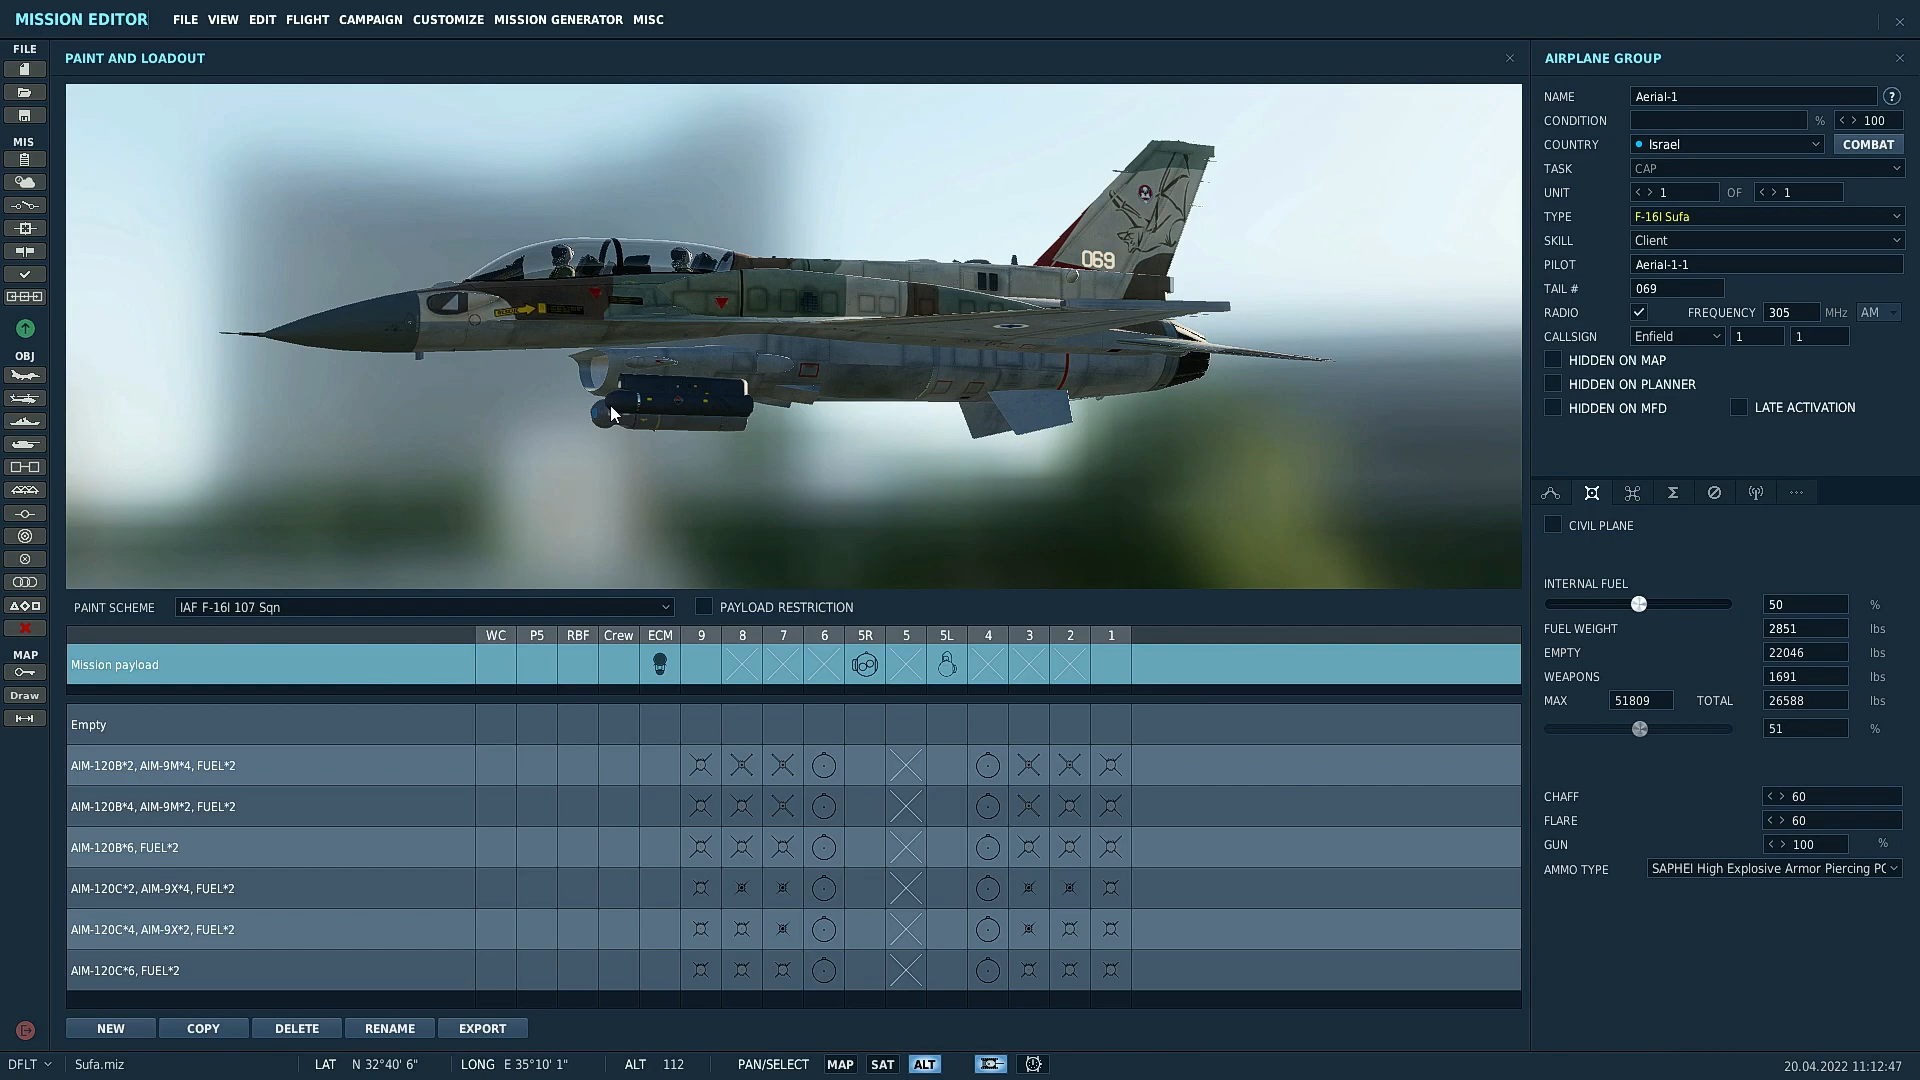 MISSION EDITOR FILE VIEW EDIT FLIGHT CAMPAIGN CUSTOMIZE MISSION GENERATOR MISC
FILE
MIS
OBJ
MAP
Draw
PAINT AND LOADOUT
069
PAINT SCHEME IAF F-16I 107 Sqn PAYLOAD RESTRICTION
WC P5 RBF Crew ECM 9 8 7 6 5R 5 5L 4 3 2 1
Mission payload
Empty
AIM-120B*2, AIM-9M*4, FUEL*2
AIM-120B*4, AIM-9M*2, FUEL*2
AIM-120B*6, FUEL*2
AIM-120C*2, AIM-9X*4, FUEL*2
AIM-120C*4, AIM-9X*2, FUEL*2
AIM-120C*6, FUEL*2
NEW COPY DELETE RENAME EXPORT
AIRPLANE GROUP
NAME Aerial-1 ?
CONDITION % < > 100
COUNTRY Israel COMBAT
TASK CAP
UNIT < > 1 OF < > 1
TYPE F-16I Sufa
SKILL Client
PILOT Aerial-1-1
TAIL # 069
RADIO FREQUENCY 305 MHz AM
CALLSIGN Enfield 1 1
HIDDEN ON MAP
HIDDEN ON PLANNER
HIDDEN ON MFD LATE ACTIVATION
CIVIL PLANE
INTERNAL FUEL
50 %
FUEL WEIGHT 2851 lbs
EMPTY 22046 lbs
WEAPONS 1691 lbs
MAX 51809 TOTAL 26588 lbs
51 %
CHAFF < > 60
FLARE < > 60
GUN < > 100 %
AMMO TYPE SAPHEI High Explosive Armor Piercing
DFLT Sufa.miz LAT N 32°40' 6" LONG E 35°10' 1" ALT 112 PAN/SELECT MAP SAT ALT 20.04.2022 11:12:47